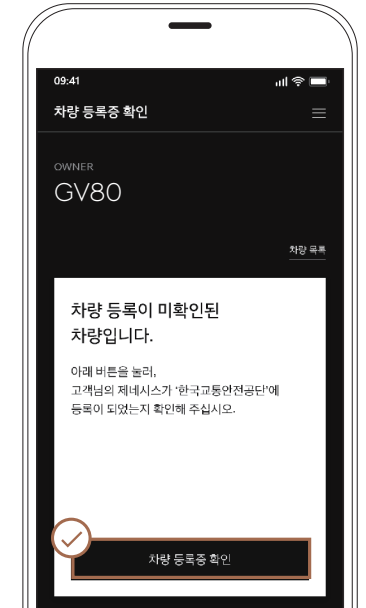 09:41
차량 등록증 확인
OWNER
GV80
차량 목록
차량 등록이 미확인된
차량입니다.
아래 버튼을 눌러,
고객님의 제네시스가 ‘한국교통안전공단’에
등록이 되었는지 확인해 주십시오.
차량 등록증 확인